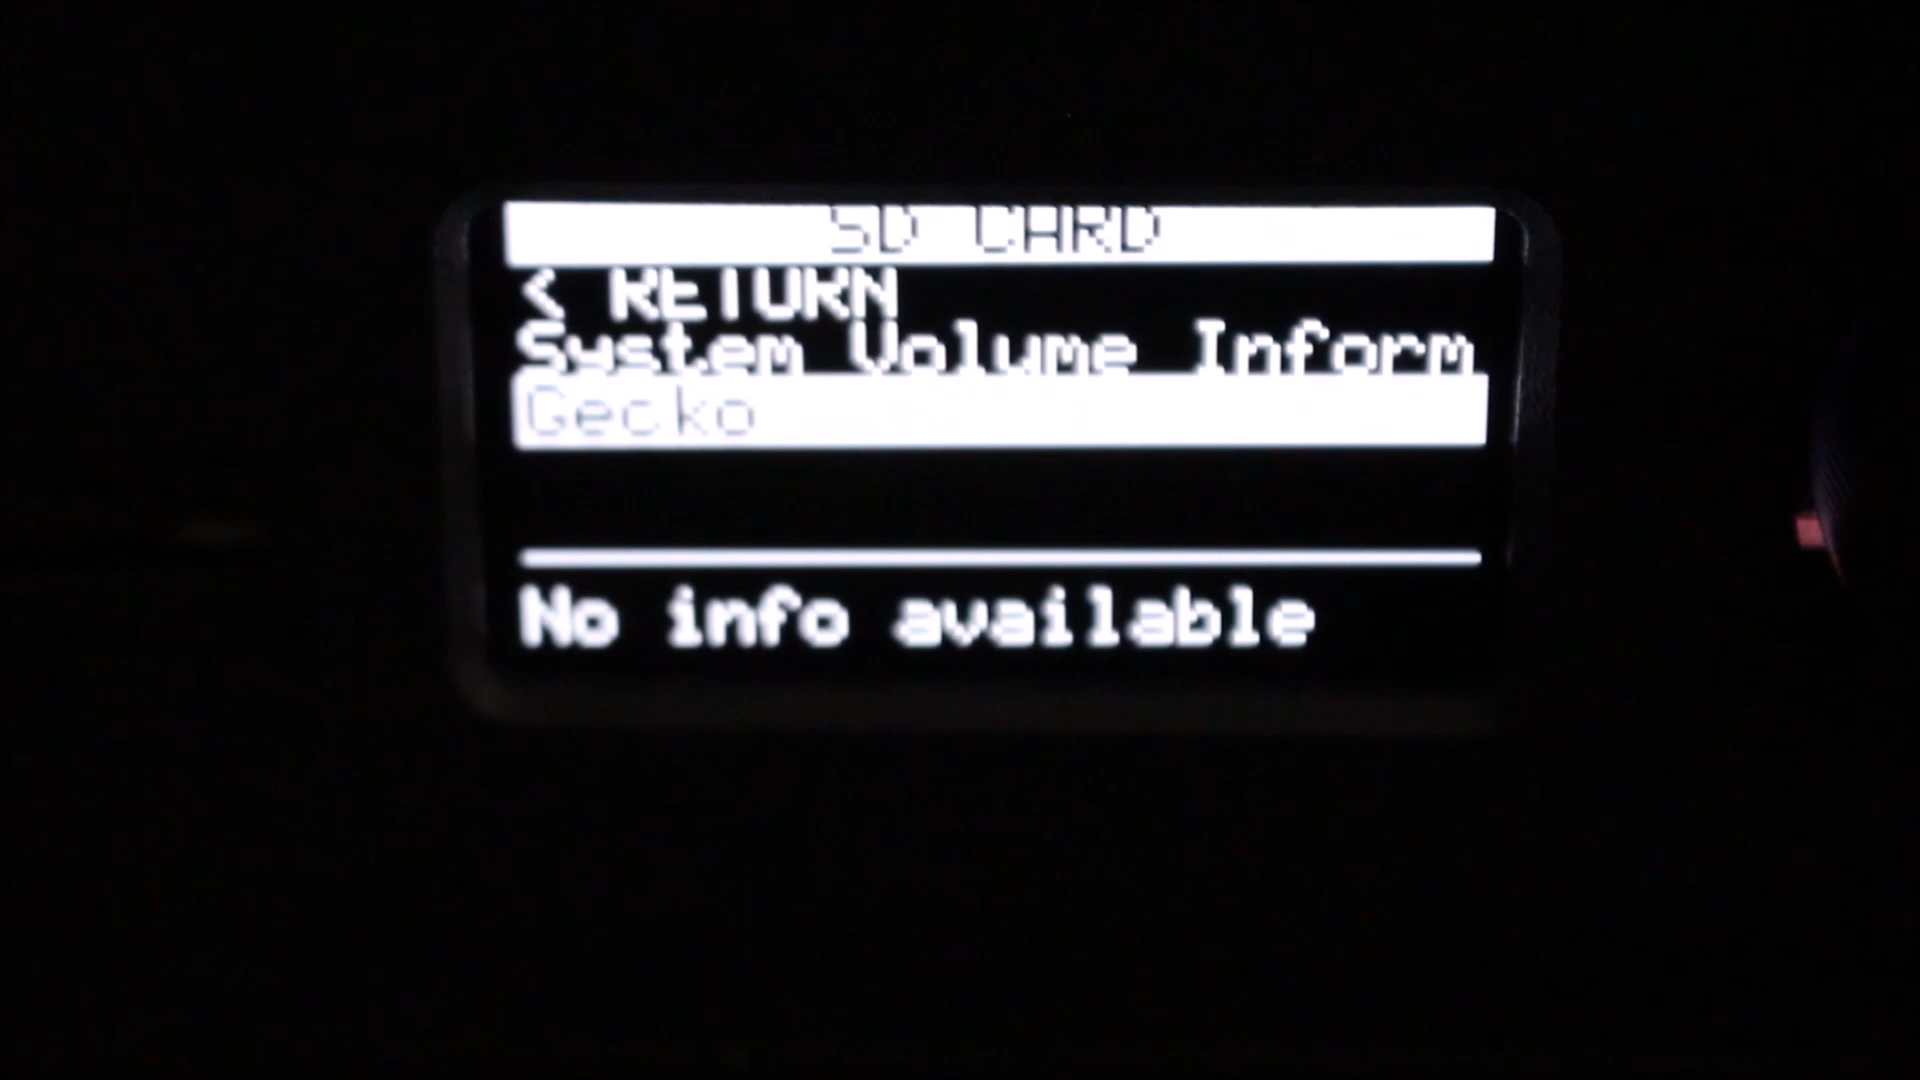 SD CARD
< RETURN
System Volume Inform
Gecko
No info available